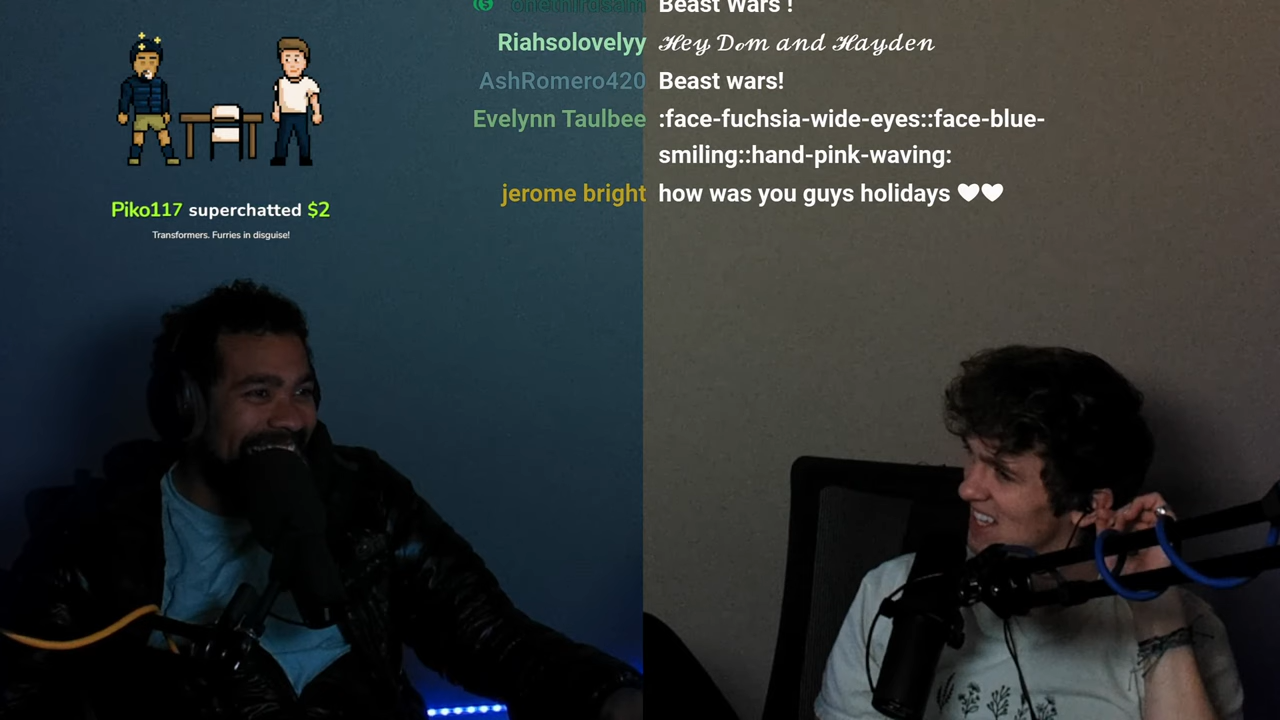 Beast Wars !
Riahsolovelyy 𝓗𝓮𝔂 𝓓𝓸𝓶 𝓪𝓷𝓭 𝓗𝓪𝔂𝓭𝓮𝓷
AshRomero420 Beast wars!
Evelynn Taulbee :face-fuchsia-wide-eyes::face-blue-
smiling::hand-pink-waving:
jerome bright how was you guys holidays 🤍🤍
Piko117 superchatted $2
Transformers. Furries in disguise!